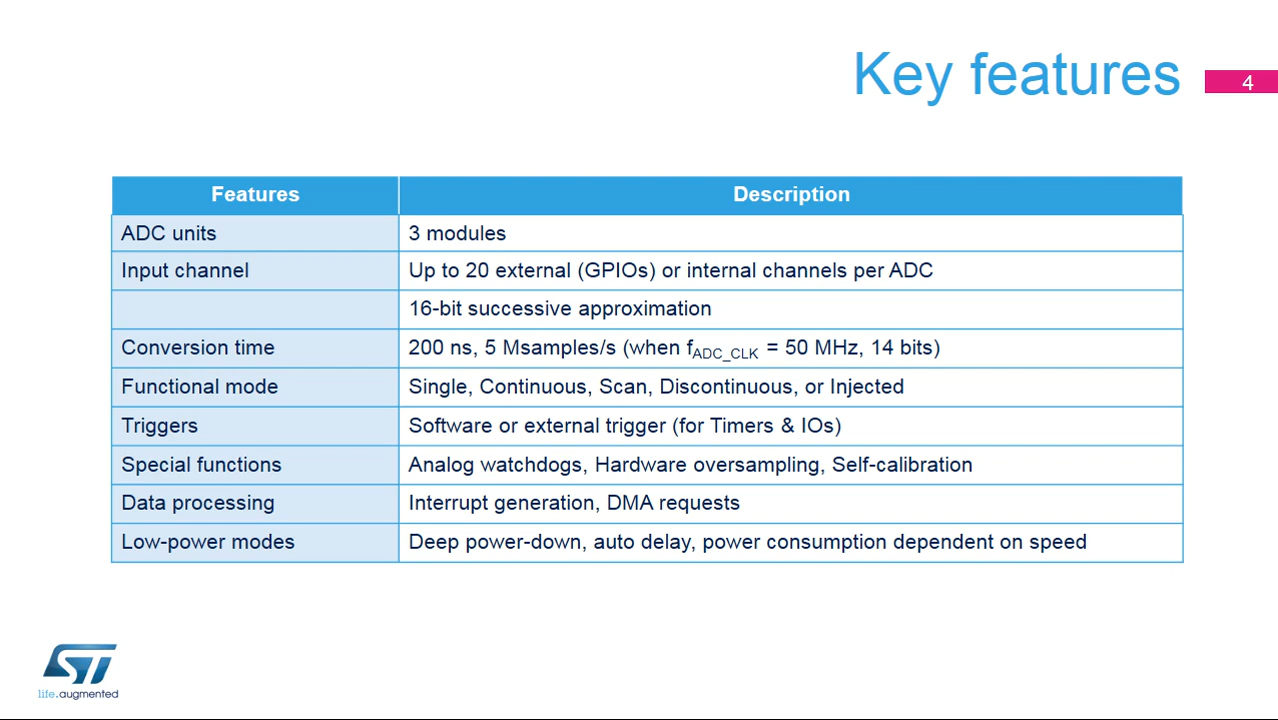 Key features
4
Features Description
ADC units 3 modules
Input channel Up to 20 external (GPIOs) or internal channels per ADC
16-bit successive approximation
Conversion time 200 ns, 5 Msamples/s (when fADC_CLK = 50 MHz, 14 bits)
Functional mode Single, Continuous, Scan, Discontinuous, or Injected
Triggers Software or external trigger (for Timers & IOs)
Special functions Analog watchdogs, Hardware oversampling, Self-calibration
Data processing Interrupt generation, DMA requests
Low-power modes Deep power-down, auto delay, power consumption dependent on speed
ST
life.augmented